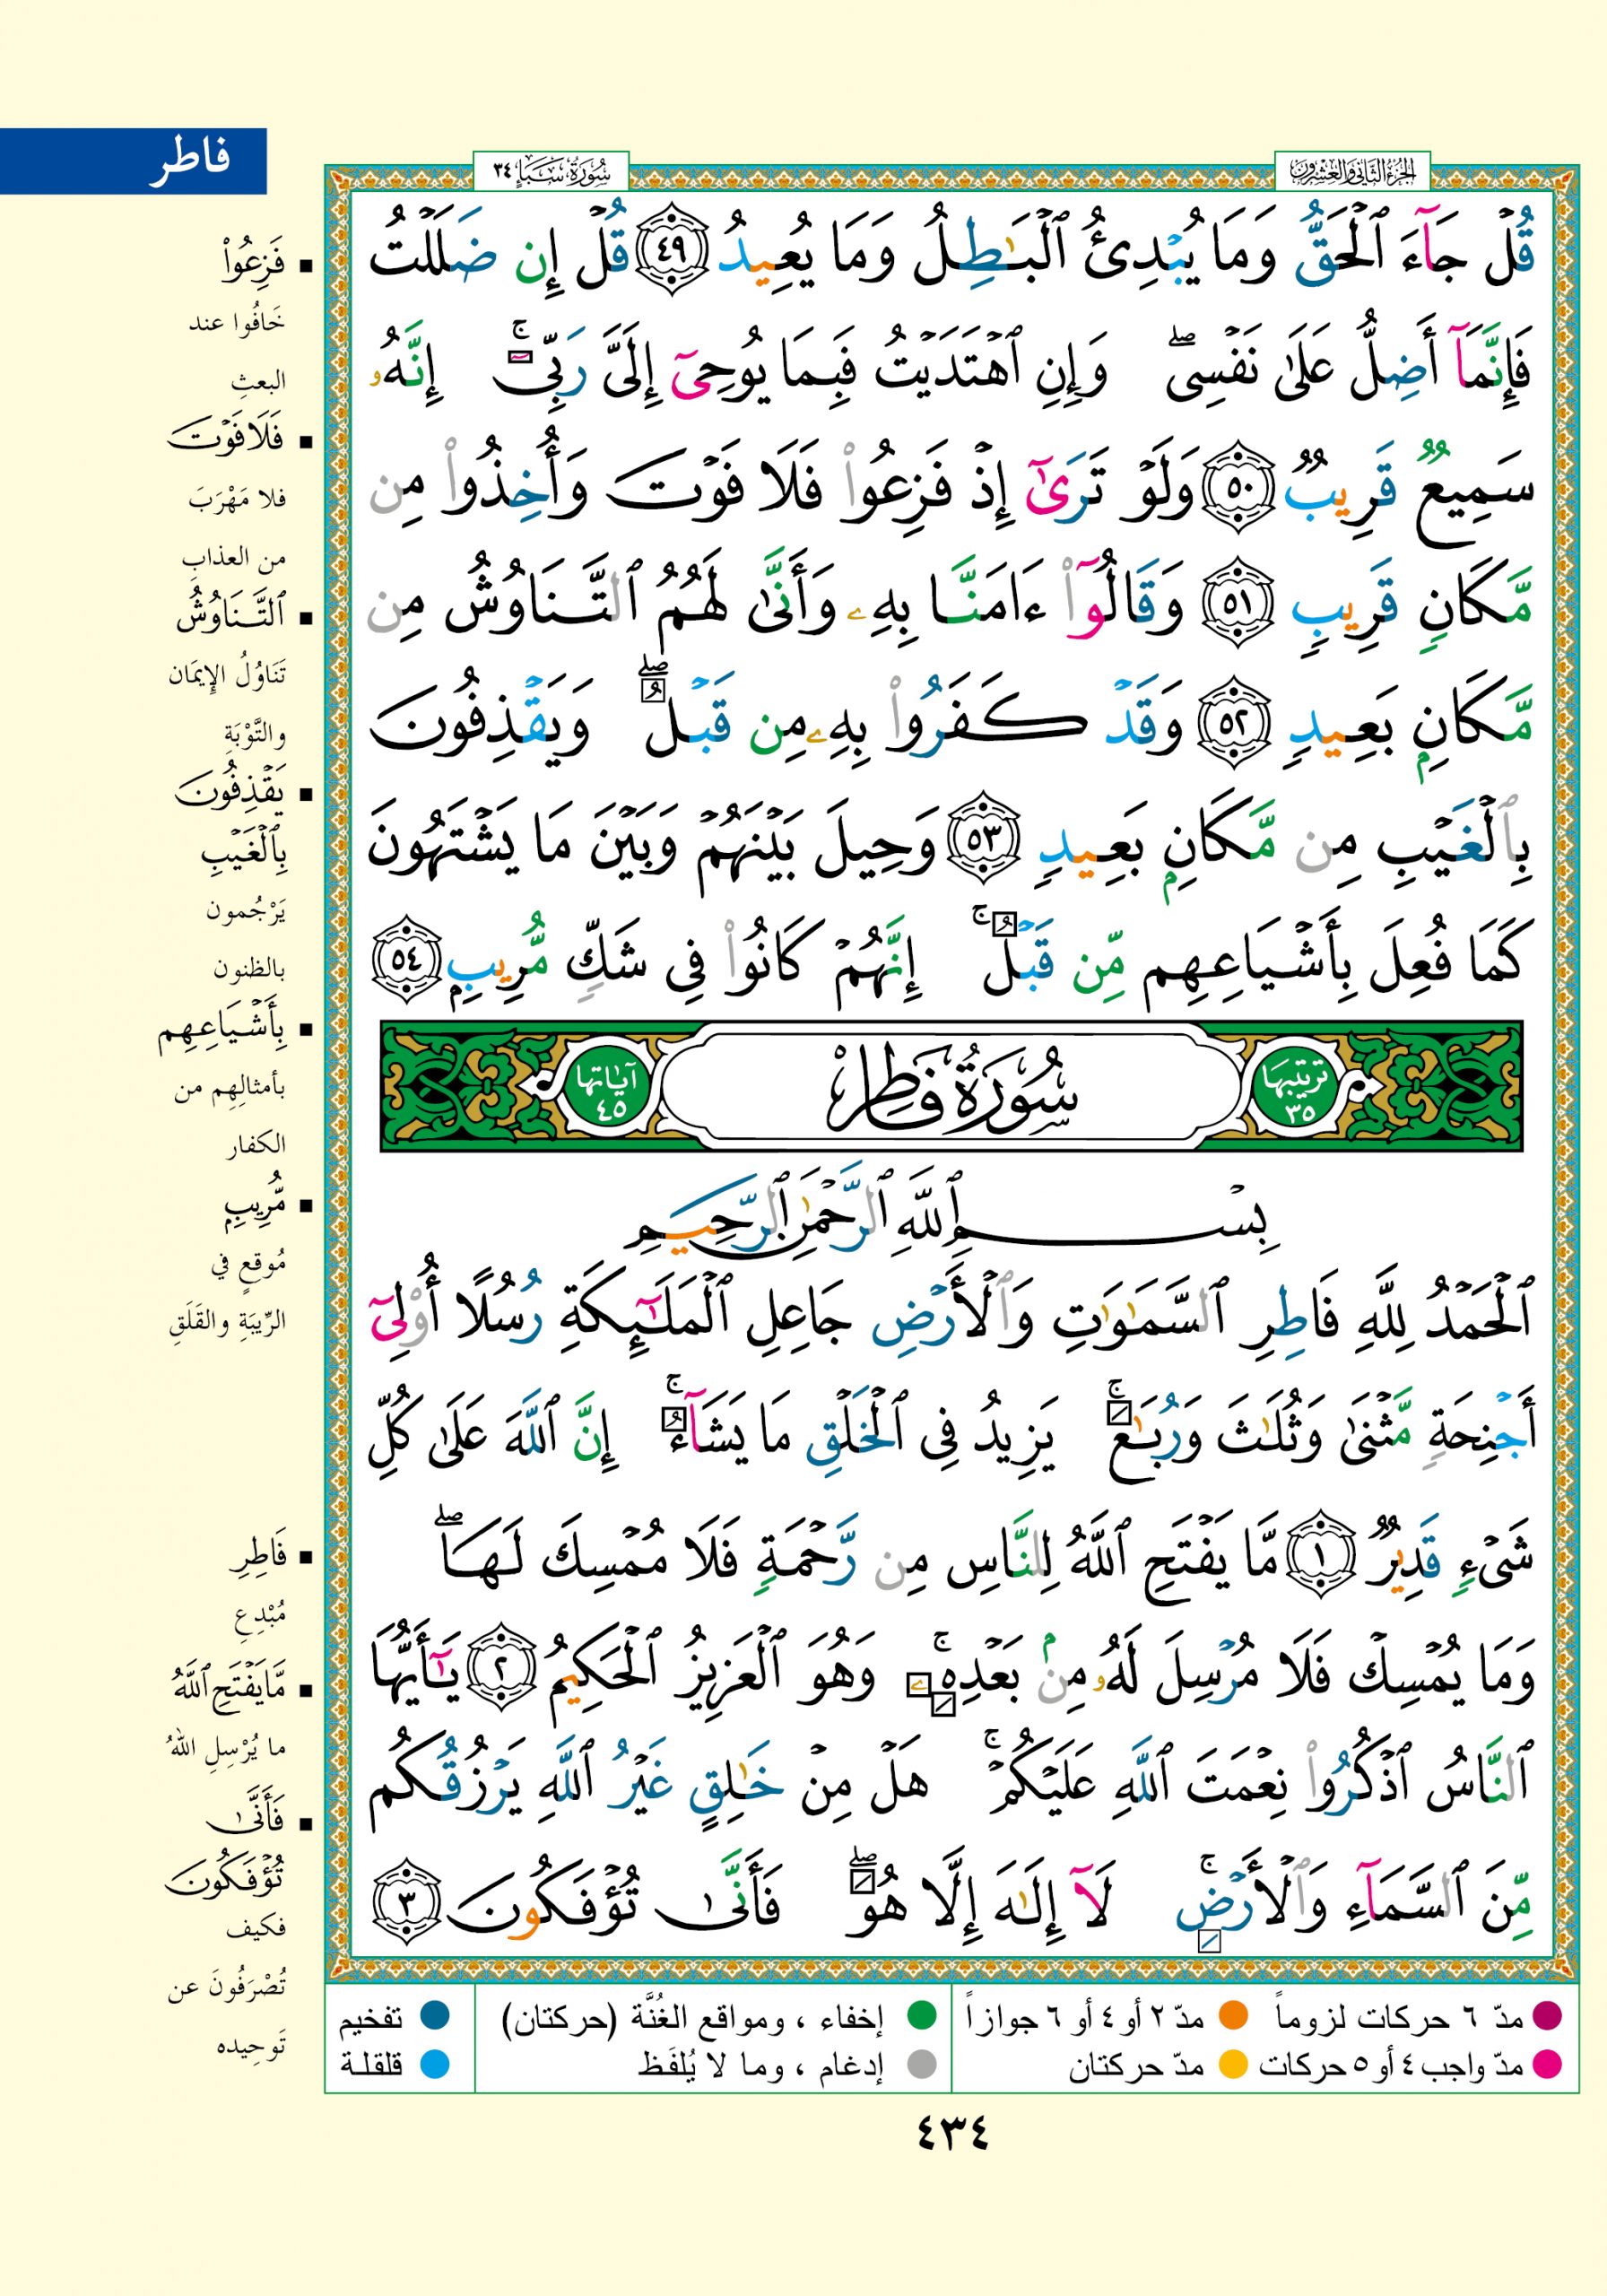 فاطر
الجزء الثاني والعشرون
سورة سبإ ٣٤
قُلۡ جَآءَ ٱلۡحَقُّ وَمَا يُبۡدِئُ ٱلۡبَٰطِلُ وَمَا يُعِيدُ ٤٩ قُلۡ إِن ضَلَلۡتُ
فَإِنَّمَآ أَضِلُّ عَلَىٰ نَفۡسِيۖ وَإِنِ ٱهۡتَدَيۡتُ فَبِمَا يُوحِيٓ إِلَيَّ رَبِّيٓۚ إِنَّهُۥ
سَمِيعٌ قَرِيبٌ ٥٠ وَلَوۡ تَرَىٰٓ إِذۡ فَزِعُواْ فَلَا فَوۡتَ وَأُخِذُواْ مِن
مَّكَانٍ قَرِيبٍ ٥١ وَقَالُوٓاْ ءَامَنَّا بِهِۦ وَأَنَّىٰ لَهُمُ ٱلتَّنَاوُشُ مِن
مَّكَانِۭ بَعِيدٍ ٥٢ وَقَدۡ كَفَرُواْ بِهِۦ مِن قَبۡلُۖ وَيَقۡذِفُونَ
بِٱلۡغَيۡبِ مِن مَّكَانِۭ بَعِيدٍ ٥٣ وَحِيلَ بَيۡنَهُمۡ وَبَيۡنَ مَا يَشۡتَهُونَ
كَمَا فُعِلَ بِأَشۡيَاعِهِم مِّن قَبۡلُۚ إِنَّهُمۡ كَانُواْ فِي شَكٍّ مُّرِيبِۭ ٥٤
ترتيبها ٣٥ سُورَةُ فَاطِرٍ آياتها ٤٥
بِسۡمِ ٱللَّهِ ٱلرَّحۡمَٰنِ ٱلرَّحِيمِ
ٱلۡحَمۡدُ لِلَّهِ فَاطِرِ ٱلسَّمَٰوَٰتِ وَٱلۡأَرۡضِ جَاعِلِ ٱلۡمَلَٰٓئِكَةِ رُسُلًا أُوْلِيٓ
أَجۡنِحَةٖ مَّثۡنَىٰ وَثُلَٰثَ وَرُبَٰعَۚ يَزِيدُ فِي ٱلۡخَلۡقِ مَا يَشَآءُۚ إِنَّ ٱللَّهَ عَلَىٰ كُلِّ
شَيۡءٖ قَدِيرٌ ١ مَّا يَفۡتَحِ ٱللَّهُ لِلنَّاسِ مِن رَّحۡمَةٖ فَلَا مُمۡسِكَ لَهَاۖ
وَمَا يُمۡسِكۡ فَلَا مُرۡسِلَ لَهُۥ مِنۢ بَعۡدِهِۦۚ وَهُوَ ٱلۡعَزِيزُ ٱلۡحَكِيمُ ٢ يَٰٓأَيُّهَا
ٱلنَّاسُ ٱذۡكُرُواْ نِعۡمَتَ ٱللَّهِ عَلَيۡكُمۡۚ هَلۡ مِنۡ خَٰلِقٍ غَيۡرُ ٱللَّهِ يَرۡزُقُكُم
مِّنَ ٱلسَّمَآءِ وَٱلۡأَرۡضِۚ لَآ إِلَٰهَ إِلَّا هُوَۖ فَأَنَّىٰ تُؤۡفَكُونَ ٣
فَزِعُواْ
خَافُوا عند
البعثِ
فَلَا فَوۡتَ
فلا مَهْرَبَ
من العذابِ
ٱلتَّنَاوُشُ
تَنَاوُلُ الإيمَان
والتَّوْبَةِ
يَقۡذِفُونَ
بِٱلۡغَيۡبِ
يَرْجُمون
بالظنون
بِأَشۡيَاعِهِم
بأمثالِهِم من
الكفار
مُّرِيبِۭ
مُوقعٍ في
الرِّيبَةِ والقَلَقِ
فَاطِرِ
مُبْدِعِ
مَّا يَفۡتَحِ ٱللَّهُ
ما يُرْسِلِ اللهُ
فَأَنَّىٰ
تُؤۡفَكُونَ
فكيف
تُصْرَفُونَ عن
تَوحِيده
مدّ ٦ حركات لزوماً
مدّ ٢ أو ٤ أو ٦ جوازاً
إخفاء ، ومواقع الغُنَّة (حركتان)
تفخيم
مدّ واجب ٤ أو ٥ حركات
مدّ حركتان
إدغام ، وما لا يُلفَظ
قلقلة
٤٣٤